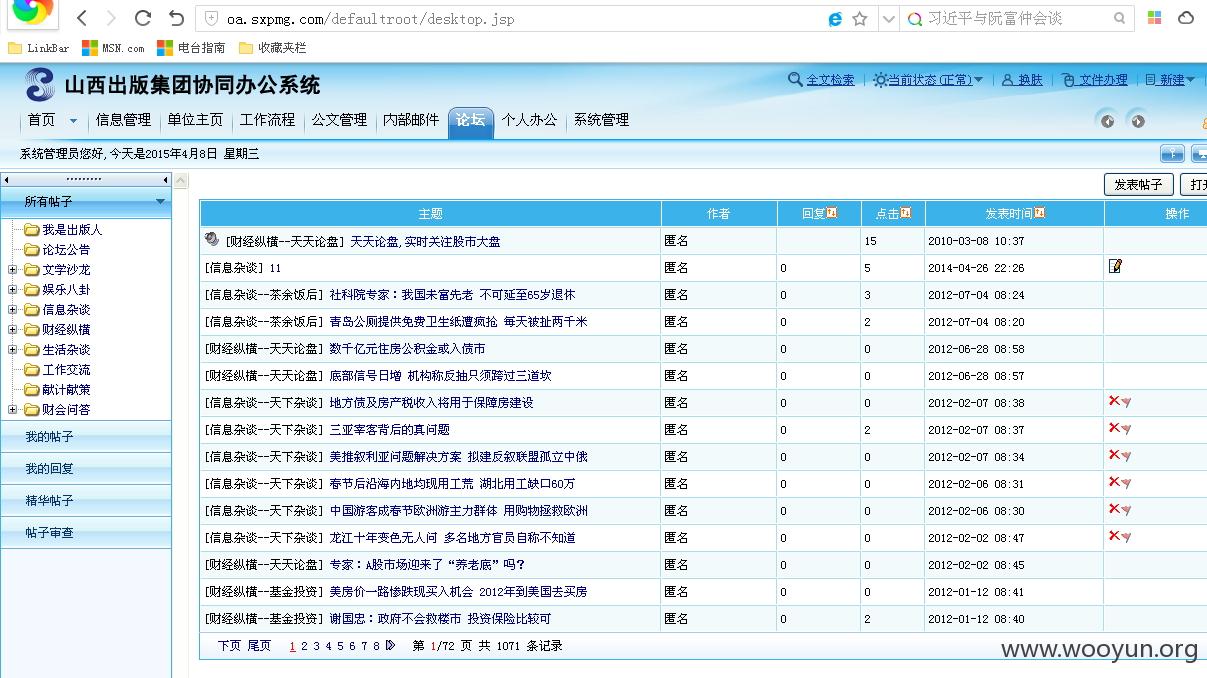 oa.sxpmg.com/defaultroot/desktop.jsp 习近平与阮富仲会谈
LinkBar MSN.com 电台指南 收藏夹栏
山西出版集团协同办公系统 全文检索 当前状态(正常) 换肤 文件办理 新建
首页 信息管理 单位主页 工作流程 公文管理 内部邮件 论坛 个人办公 系统管理
系统管理员您好,今天是2015年4月8日 星期三
发表帖子 打开
所有帖子
我是出版人
论坛公告
文学沙龙
娱乐八卦
信息杂谈
财经纵横
生活杂谈
工作交流
献计献策
财会问答
我的帖子
我的回复
精华帖子
帖子审查
主题 作者 回复 点击 发表时间 操作
[财经纵横--天天论盘] 天天论盘,实时关注股市大盘 匿名 15 2010-03-08 10:37
[信息杂谈] 11 匿名 0 5 2014-04-26 22:26
[信息杂谈--茶余饭后] 社科院专家：我国未富先老 不可延至65岁退休 匿名 0 3 2012-07-04 08:24
[信息杂谈--茶余饭后] 青岛公厕提供免费卫生纸遭疯抢 每天被扯两千米 匿名 0 2 2012-07-04 08:20
[财经纵横--天天论盘] 数千亿元住房公积金或入债市 匿名 0 0 2012-06-28 08:58
[财经纵横--天天论盘] 底部信号日增 机构称反抽只须跨过三道坎 匿名 0 0 2012-06-28 08:57
[信息杂谈--天下杂谈] 地方债及房产税收入将用于保障房建设 匿名 0 0 2012-02-07 08:38
[信息杂谈--天下杂谈] 三亚宰客背后的真问题 匿名 0 2 2012-02-07 08:37
[信息杂谈--天下杂谈] 美推叙利亚问题解决方案 拟建反叙联盟孤立中俄 匿名 0 0 2012-02-07 08:34
[信息杂谈--天下杂谈] 春节后沿海内地均现用工荒 湖北用工缺口60万 匿名 0 0 2012-02-06 08:31
[信息杂谈--天下杂谈] 中国游客成春节欧洲游主力群体 用购物拯救欧洲 匿名 0 0 2012-02-06 08:30
[信息杂谈--天下杂谈] 龙江十年变色无人问 多名地方官员自称不知道 匿名 0 0 2012-02-02 08:47
[财经纵横--天天论盘] 专家：A股市场迎来了“养老底”吗？ 匿名 0 0 2012-02-02 08:45
[财经纵横--基金投资] 美房价一路惨跌现买入机会 2012年到美国去买房 匿名 0 0 2012-01-12 08:41
[财经纵横--基金投资] 谢国忠：政府不会救楼市 投资保险比较可 匿名 0 2 2012-01-12 08:40
下页 尾页 1 2 3 4 5 6 7 8 第 1/72 页 共 1071 条记录
www.wooyun.org